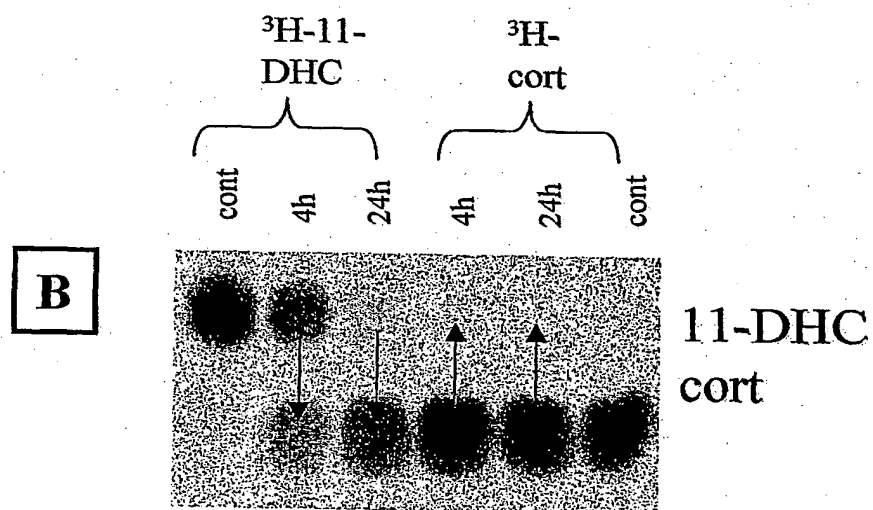 ³H-11-
DHC
³H-
cort
cont
4h
24h
4h
24h
cont
B
11-DHC
cort